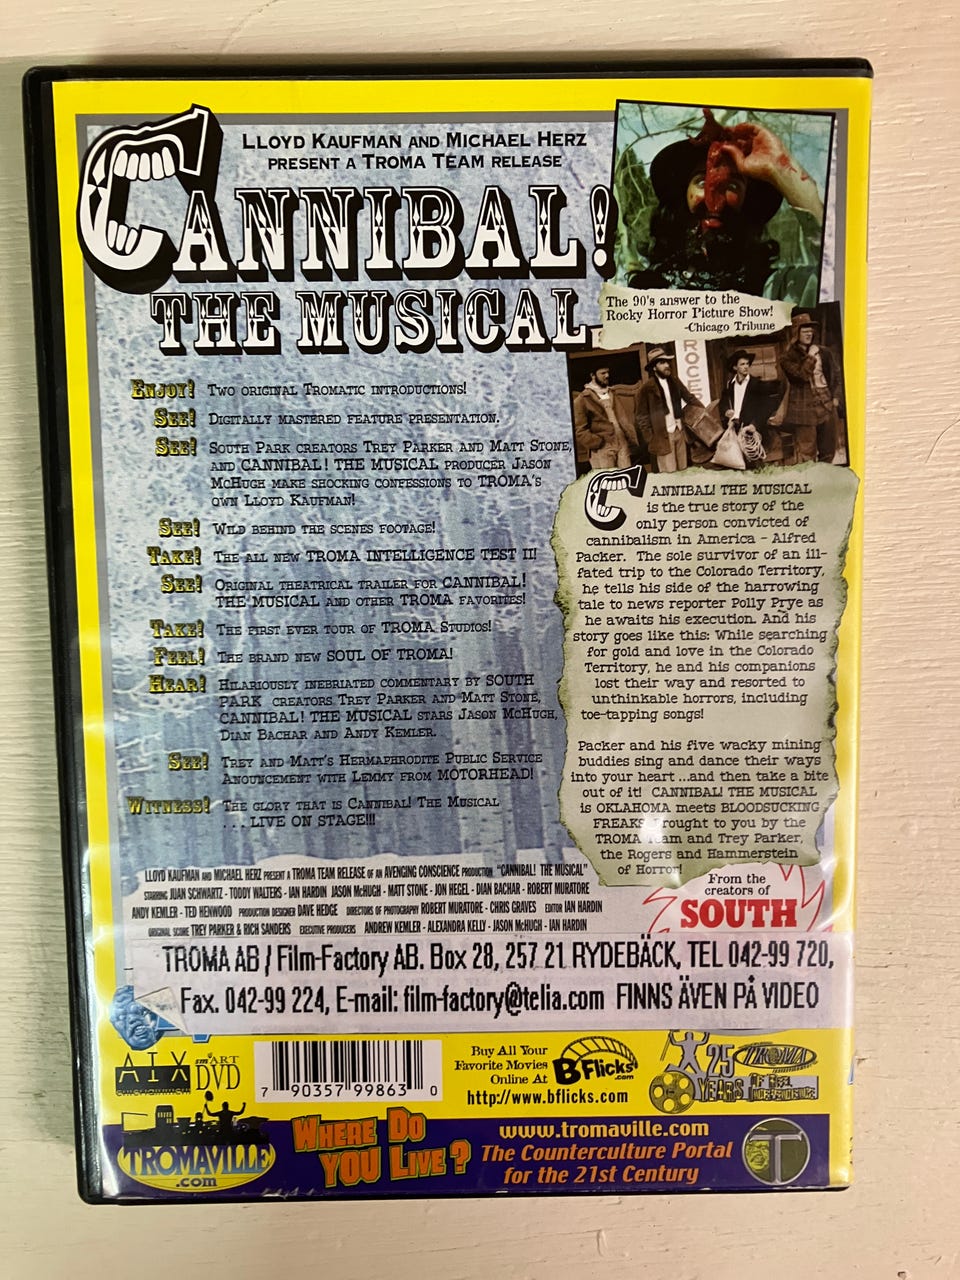 LLOYD KAUFMAN AND MICHAEL HERZ
PRESENT A TROMA TEAM RELEASE
CANNIBAL!
THE MUSICAL
The 90's answer to the
Rocky Horror Picture Show!
-Chicago Tribune
ROCE
ENJOY! TWO ORIGINAL TROMATIC INTRODUCTIONS!
SEE! DIGITALLY MASTERED FEATURE PRESENTATION.
SEE! SOUTH PARK CREATORS TREY PARKER AND MATT STONE,
AND CANNIBAL! THE MUSICAL PRODUCER JASON
MCHUGH MAKE SHOCKING CONFESSIONS TO TROMA'S
OWN LLOYD KAUFMAN!
SEE! WILD BEHIND THE SCENES FOOTAGE!
TAKE! THE ALL NEW TROMA INTELLIGENCE TEST III
SEE! ORIGINAL THEATRICAL TRAILER FOR CANNIBAL!
THE MUSICAL AND OTHER TROMA FAVORITES!
TAKE! THE FIRST EVER TOUR OF TROMA STUDIOS!
FEEL! THE BRAND NEW SOUL OF TROMA!
HEAR! HILARIOUSLY INEBRIATED COMMENTARY BY SOUTH
PARK CREATORS TREY PARKER AND MATT STONE,
CANNIBAL! THE MUSICAL STARS JASON MCHUGH,
DIAN BACHAR AND ANDY KEMLER.
SEE! TREY AND MATT'S HERMAPHRODITE PUBLIC SERVICE
ANOUNCEMENT WITH LEMMY FROM MOTORHEAD!
WITNESS! THE GLORY THAT IS CANNIBAL! THE MUSICAL
. . . LIVE ON STAGE!!!
CANNIBAL! THE MUSICAL
is the true story of the
only person convicted of
cannibalism in America - Alfred
Packer. The sole survivor of an ill-
fated trip to the Colorado Territory,
he tells his side of the harrowing
tale to news reporter Polly Prye as
he awaits his execution. And his
story goes like this: While searching
for gold and love in the Colorado
Territory, he and his companions
lost their way and resorted to
unthinkable horrors, including
toe-tapping songs!
Packer and his five wacky mining
buddies sing and dance their ways
into your heart ...and then take a bite
out of it! CANNIBAL! THE MUSICAL
is OKLAHOMA meets BLOODSUCKING
FREAKS brought to you by the
TROMA Team and Trey Parker,
the Rogers and Hammerstein
of Horror!
From the
creators of
SOUTH
LLOYD KAUFMAN AND MICHAEL HERZ PRESENT A TROMA TEAM RELEASE OF AN AVENGING CONSCIENCE PRODUCTION "CANNIBAL! THE MUSICAL"
STARRING JUAN SCHWARTZ - TODDY WALTERS - IAN HARDIN JASON McHUGH - MATT STONE - JON HEGEL - DIAN BACHAR - ROBERT MURATORE
ANDY KEMLER - TED HENWOOD PRODUCTION DESIGNER DAVE HEDGE DIRECTORS OF PHOTOGRAPHY ROBERT MURATORE - CHRIS GRAVES EDITOR IAN HARDIN
ORIGINAL SCORE TREY PARKER & RICH SANDERS EXECUTIVE PRODUCERS ANDREW KEMLER - ALEXANDRA KELLY - JASON McHUGH - IAN HARDIN
TROMA AB / Film-Factory AB. Box 28, 257 21 RYDEBÄCK, TEL 042-99 720,
Fax. 042-99 224, E-mail: film-factory@telia.com FINNS ÄVEN PÅ VIDEO
AIX
ENTERTAINMENT
smART
DVD
7 90357 99863 0
Buy All Your
Favorite Movies
Online At
BFlicks.com
http://www.bflicks.com
25 TROMA
YEARS OF REEL INDEPENDENCE
TROMAVILLE
.com
WHERE DO
YOU LIVE?
www.tromaville.com
The Counterculture Portal
for the 21st Century
T